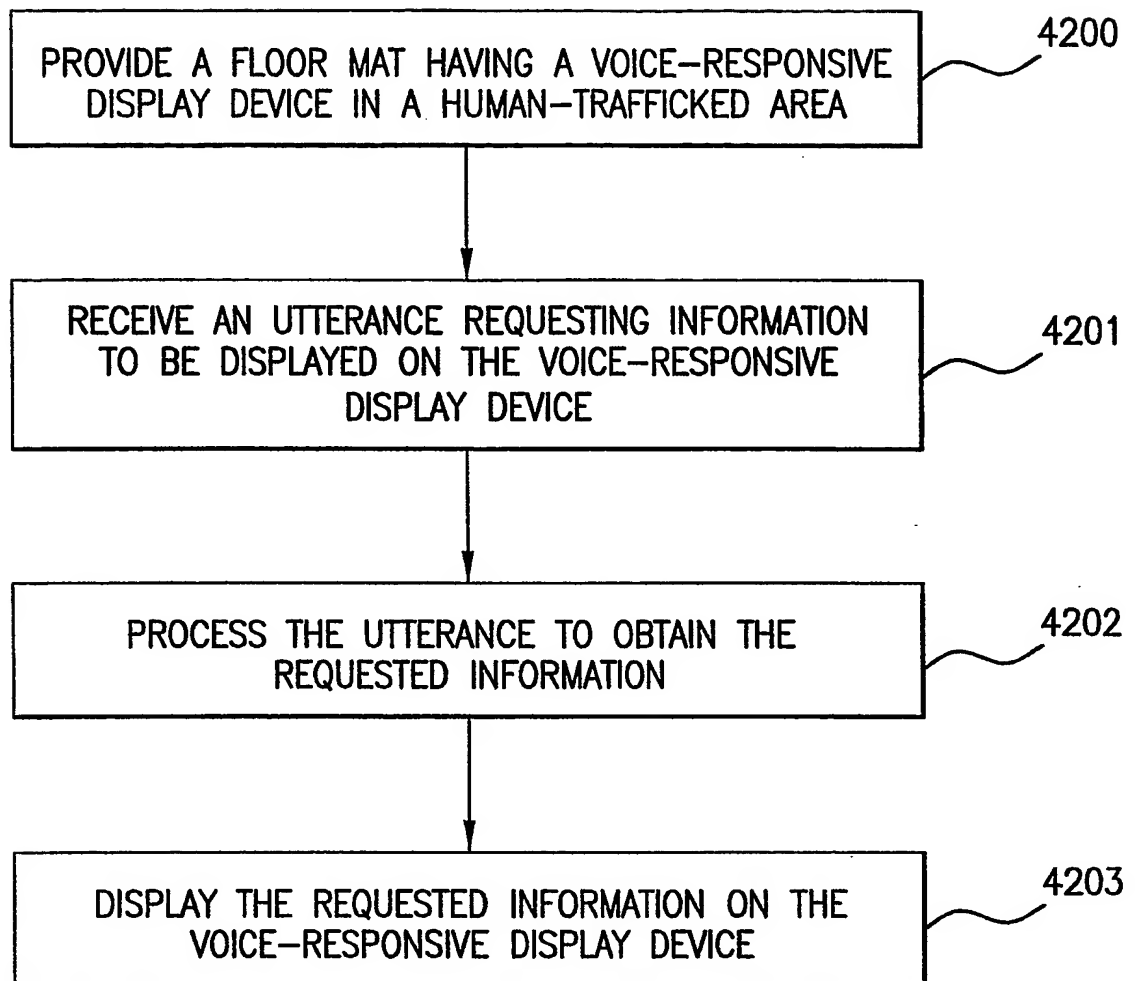 4200
PROVIDE A FLOOR MAT HAVING A VOICE-RESPONSIVE
DISPLAY DEVICE IN A HUMAN-TRAFFICKED AREA
4201
RECEIVE AN UTTERANCE REQUESTING INFORMATION
TO BE DISPLAYED ON THE VOICE-RESPONSIVE
DISPLAY DEVICE
4202
PROCESS THE UTTERANCE TO OBTAIN THE
REQUESTED INFORMATION
4203
DISPLAY THE REQUESTED INFORMATION ON THE
VOICE-RESPONSIVE DISPLAY DEVICE